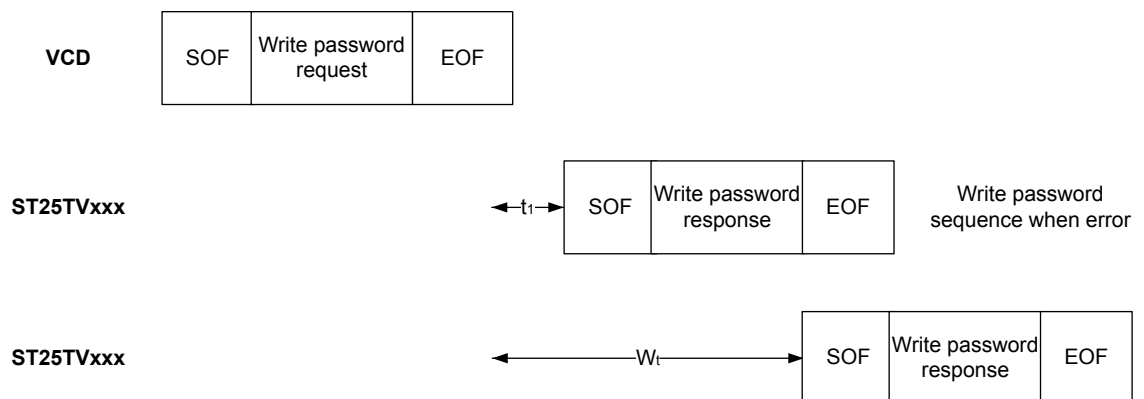 VCD
SOF
Write password
request
EOF
ST25TVxxx
t1
SOF
Write password
response
EOF
Write password
sequence when error
ST25TVxxx
Wt
SOF
Write password
response
EOF